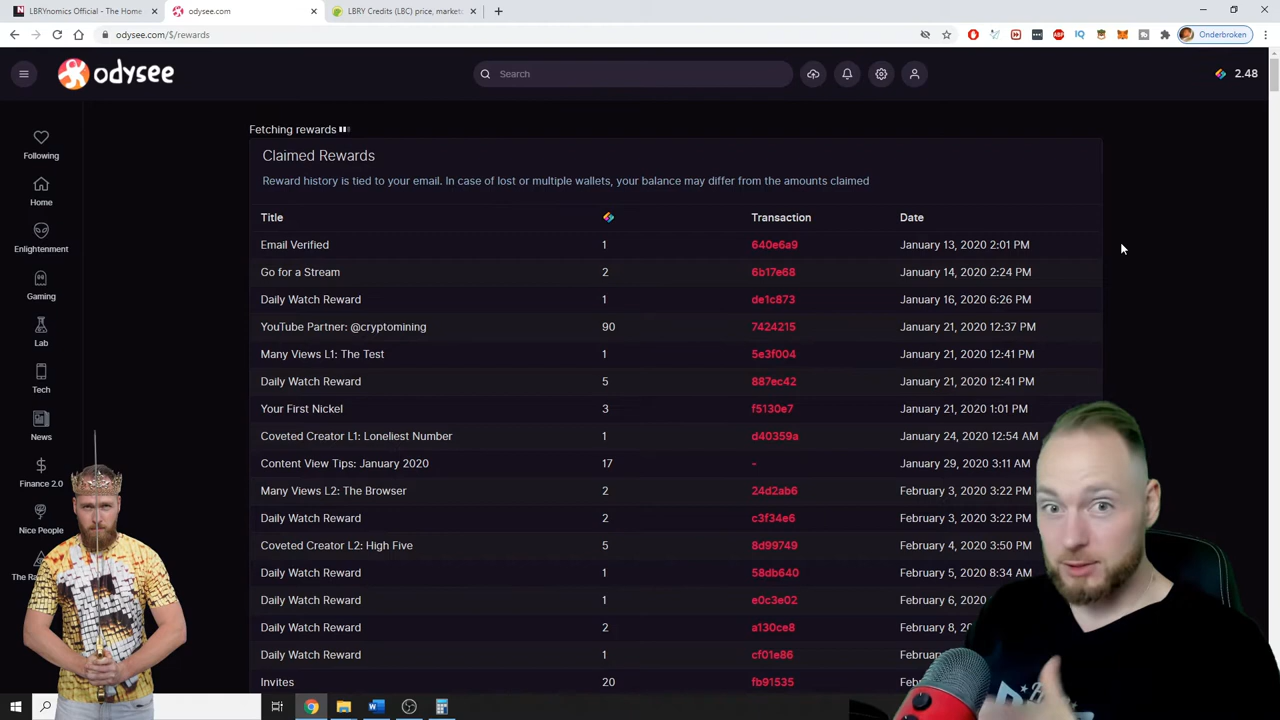 LBRYnomics Official - The Home
odysee.com
LBRY Credits (LBC) price, market
odysee.com/$/rewards
ABP
IQ
Onderbroken
odysee
Search
2.48
Following
Home
Enlightenment
Gaming
Lab
Tech
News
Finance 2.0
Nice People
The Ra
Fetching rewards
Claimed Rewards
Reward history is tied to your email. In case of lost or multiple wallets, your balance may differ from the amounts claimed
Title Transaction Date
Email Verified 1 640e6a9 January 13, 2020 2:01 PM
Go for a Stream 2 6b17e68 January 14, 2020 2:24 PM
Daily Watch Reward 1 de1c873 January 16, 2020 6:26 PM
YouTube Partner: @cryptomining 90 7424215 January 21, 2020 12:37 PM
Many Views L1: The Test 1 5e3f004 January 21, 2020 12:41 PM
Daily Watch Reward 5 887ec42 January 21, 2020 12:41 PM
Your First Nickel 3 f5130e7 January 21, 2020 1:01 PM
Coveted Creator L1: Loneliest Number 1 d40359a January 24, 2020 12:54 AM
Content View Tips: January 2020 17 - January 29, 2020 3:11 AM
Many Views L2: The Browser 2 24d2ab6 February 3, 2020 3:22 PM
Daily Watch Reward 2 c3f34e6 February 3, 2020 3:22 PM
Coveted Creator L2: High Five 5 8d99749 February 4, 2020 3:50 PM
Daily Watch Reward 1 58db640 February 5, 2020 8:34 AM
Daily Watch Reward 1 e0c3e02 February 6, 2020
Daily Watch Reward 2 a130ce8 February 8, 20
Daily Watch Reward 1 cf01e86 February
Invites 20 fb91535 Feb